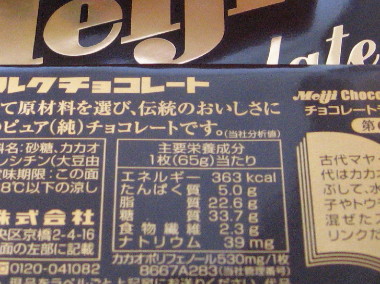 Meiji
late
ルクチョコレート
て原材料を選び、伝統のおいしさに
ピュア(純)チョコレートです。(当社分析値)
:砂糖、カカオ
レシチン(大豆由
賞味期限:この面
8℃以下の涼し
株式会社
央区京橋2-4-16
面の左部に記載
0120-041082
主要栄養成分
1枚(65g)当たり
エネルギー 363 kcal
たんぱく質 5.0 g
脂質 22.6 g
糖質 33.7 g
食物繊維 2.3 g
ナトリウム 39 mg
カカオポリフェノール530mg/1枚
8667A283(当社管理番号)
Meiji Choco
チョコレート
古代マヤ
代はカカオ
ぶして、水
子やトウ
混ぜたス
リンクだ